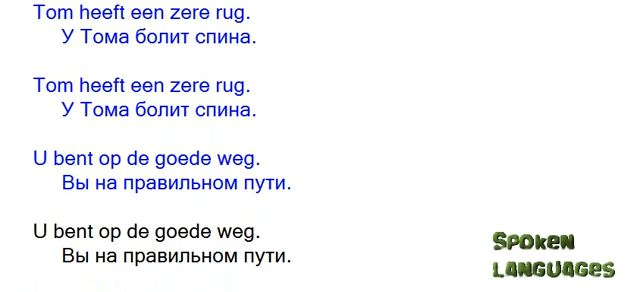 Tom heeft een zere rug.
У Тома болит спина.
Tom heeft een zere rug.
У Тома болит спина.
U bent op de goede weg.
Вы на правильном пути.
U bent op de goede weg.
Вы на правильном пути.
Spoken
Languages